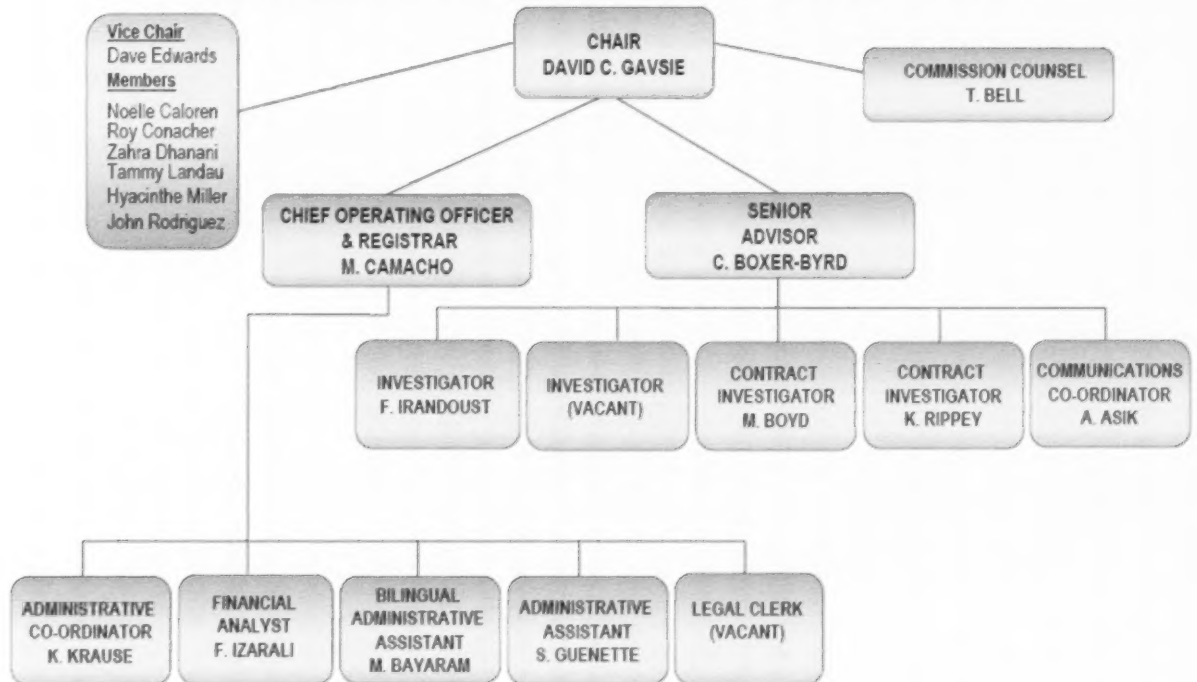 Vice Chair
Dave Edwards
Members
Noëlle Caloren
Roy Conacher
Zahra Dhanani
Tammy Landau
Hyacinthe Miller
John Rodriguez
CHAIR
DAVID C. GAVSIE
COMMISSION COUNSEL
T. BELL
CHIEF OPERATING OFFICER
& REGISTRAR
M. CAMACHO
SENIOR
ADVISOR
C. BOXER-BYRD
INVESTIGATOR
F. IRANDOUST
INVESTIGATOR
(VACANT)
CONTRACT
INVESTIGATOR
M. BOYD
CONTRACT
INVESTIGATOR
K. RIPPEY
COMMUNICATIONS
CO-ORDINATOR
A. ASIK
ADMINISTRATIVE
CO-ORDINATOR
K. KRAUSE
FINANCIAL
ANALYST
F. IZARALI
BILINGUAL
ADMINISTRATIVE
ASSISTANT
M. BAYARAM
ADMINISTRATIVE
ASSISTANT
S. GUENETTE
LEGAL CLERK
(VACANT)